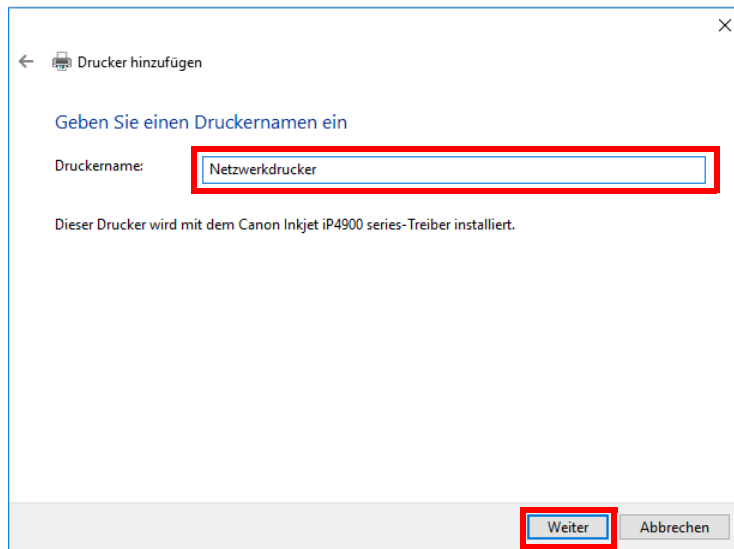 Drucker hinzufügen
Geben Sie einen Druckernamen ein
Druckername: Netzwerkdrucker
Dieser Drucker wird mit dem Canon Inkjet iP4900 series-Treiber installiert.
Weiter Abbrechen